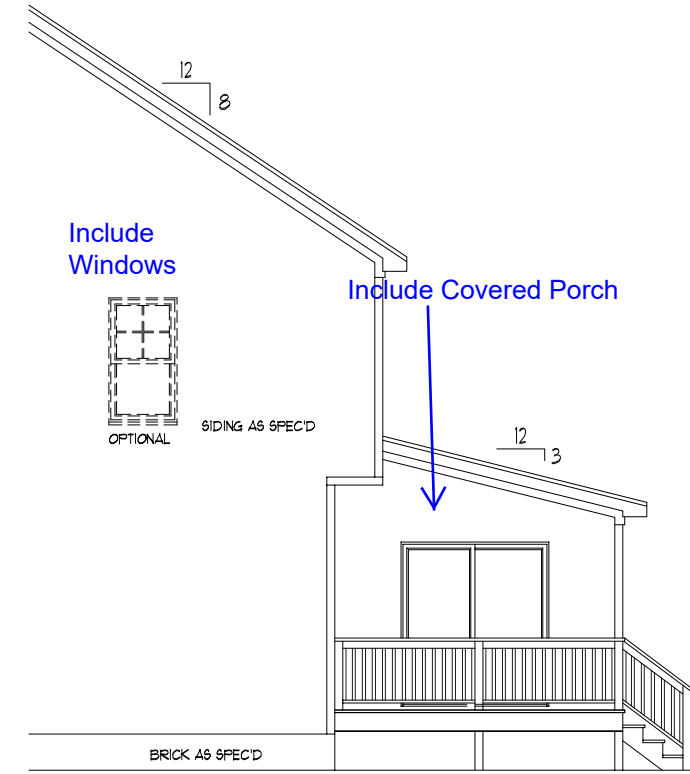 12
8
Include
Windows
Include Covered Porch
OPTIONAL
SIDING AS SPEC'D
12
3
BRICK AS SPEC'D